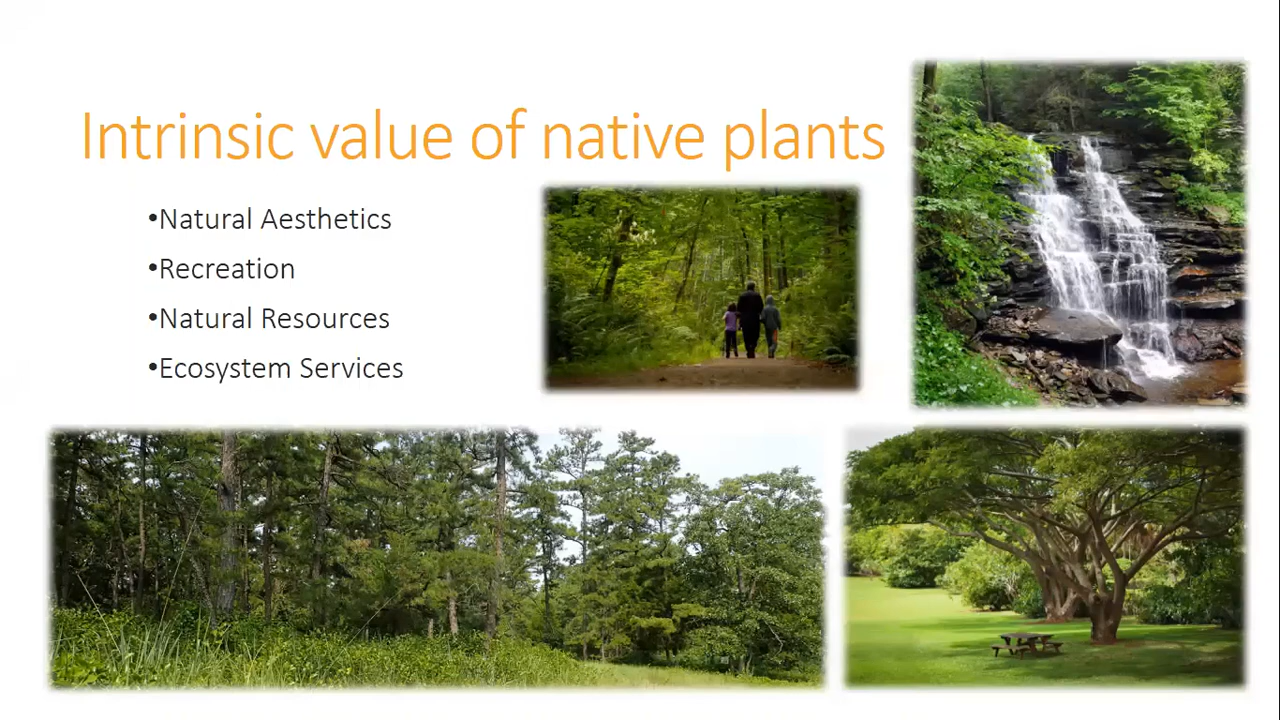 Intrinsic value of native plants
•Natural Aesthetics
•Recreation
•Natural Resources
•Ecosystem Services